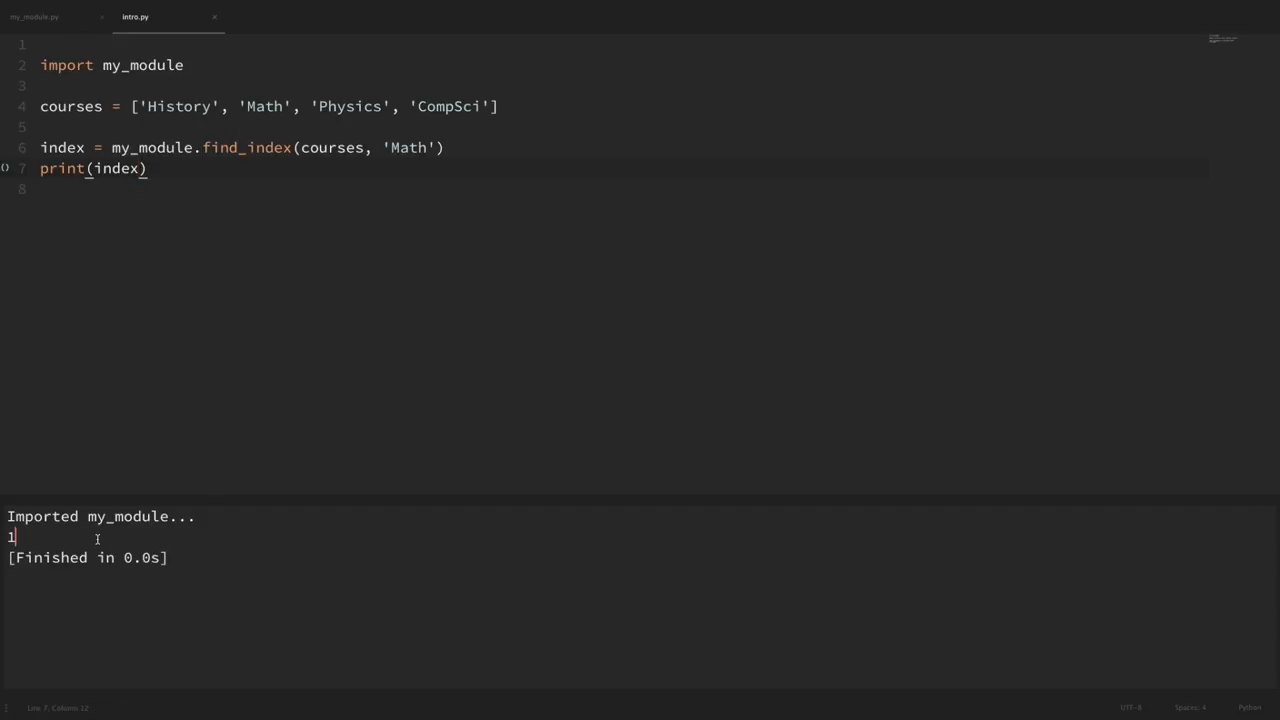 my_module.py × intro.py ×
1
2 import my_module
3
4 courses = ['History', 'Math', 'Physics', 'CompSci']
5
6 index = my_module.find_index(courses, 'Math')
{} 7 print(index)
8
Imported my_module...
1
[Finished in 0.0s]
Line 7, Column 12 UTF-8 Spaces: 4 Python